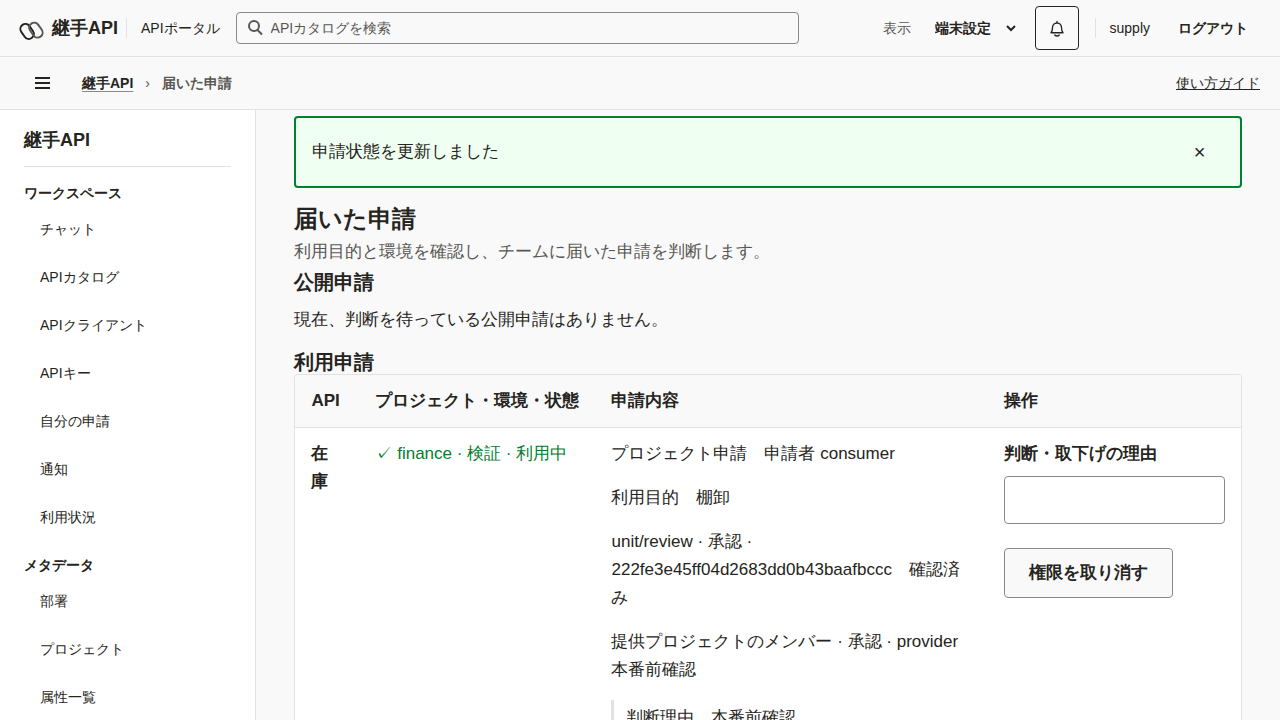 継手API
APIポータル
APIカタログを検索
表示
端末設定
supply
ログアウト
継手API › 届いた申請
使い方ガイド
継手API
ワークスペース
チャット
APIカタログ
APIクライアント
APIキー
自分の申請
通知
利用状況
メタデータ
部署
プロジェクト
属性一覧
申請状態を更新しました
×
届いた申請
利用目的と環境を確認し、チームに届いた申請を判断します。
公開申請
現在、判断を待っている公開申請はありません。
利用申請
API
プロジェクト・環境・状態
申請内容
操作
在
庫
✓ finance · 検証 · 利用中
プロジェクト申請　申請者 consumer
利用目的　棚卸
unit/review · 承認 ·
222fe3e45ff04d2683dd0b43baafbccc　確認済
み
提供プロジェクトのメンバー · 承認 · provider
本番前確認
判断理由　本番前確認
判断・取下げの理由
権限を取り消す